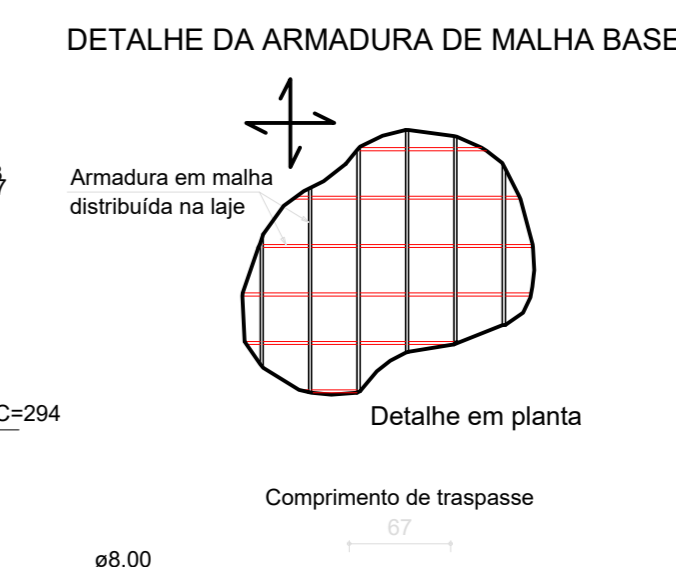 DETALHE DA ARMADURA DE MALHA BASE
Armadura em malha
distribuída na laje
C=294
Detalhe em planta
Comprimento de traspasse
67
ø8.00